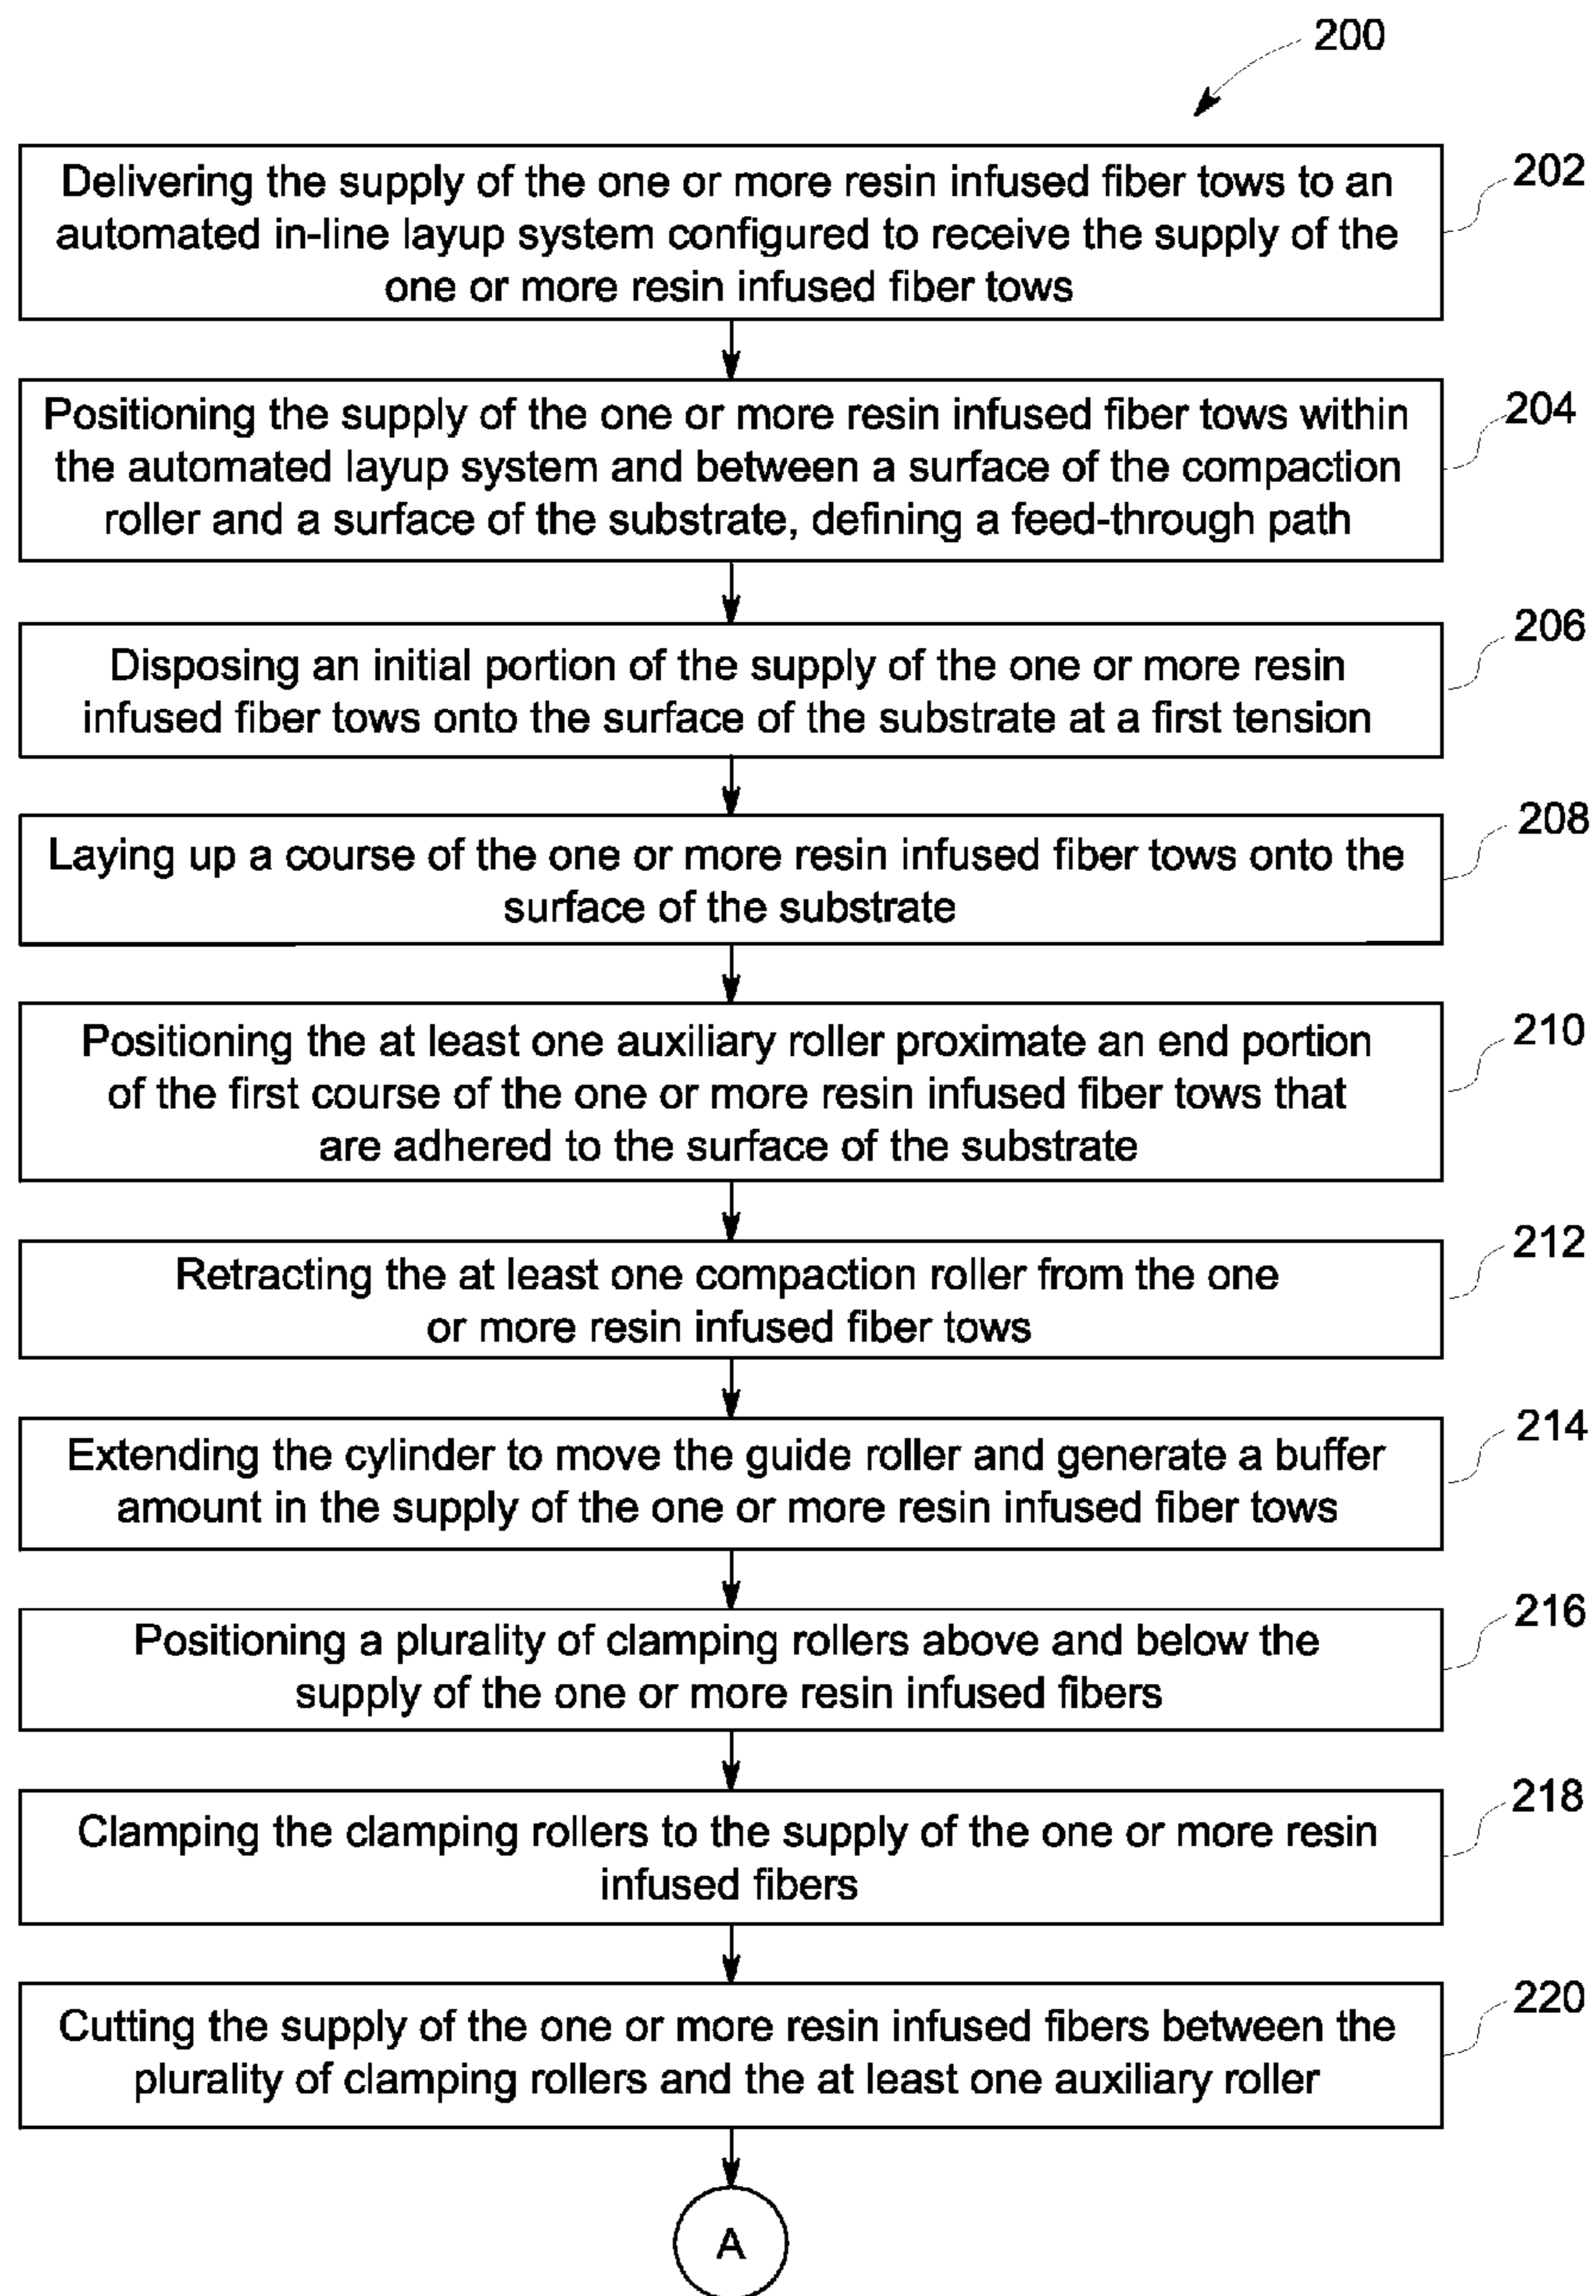 200
Delivering the supply of the one or more resin infused fiber tows to an
automated in-line layup system configured to receive the supply of the
one or more resin infused fiber tows
202
Positioning the supply of the one or more resin infused fiber tows within
the automated layup system and between a surface of the compaction
roller and a surface of the substrate, defining a feed-through path
204
Disposing an initial portion of the supply of the one or more resin
infused fiber tows onto the surface of the substrate at a first tension
206
Laying up a course of the one or more resin infused fiber tows onto the
surface of the substrate
208
Positioning the at least one auxiliary roller proximate an end portion
of the first course of the one or more resin infused fiber tows that
are adhered to the surface of the substrate
210
Retracting the at least one compaction roller from the one
or more resin infused fiber tows
212
Extending the cylinder to move the guide roller and generate a buffer
amount in the supply of the one or more resin infused fiber tows
214
Positioning a plurality of clamping rollers above and below the
supply of the one or more resin infused fibers
216
Clamping the clamping rollers to the supply of the one or more resin
infused fibers
218
Cutting the supply of the one or more resin infused fibers between the
plurality of clamping rollers and the at least one auxiliary roller
220
A